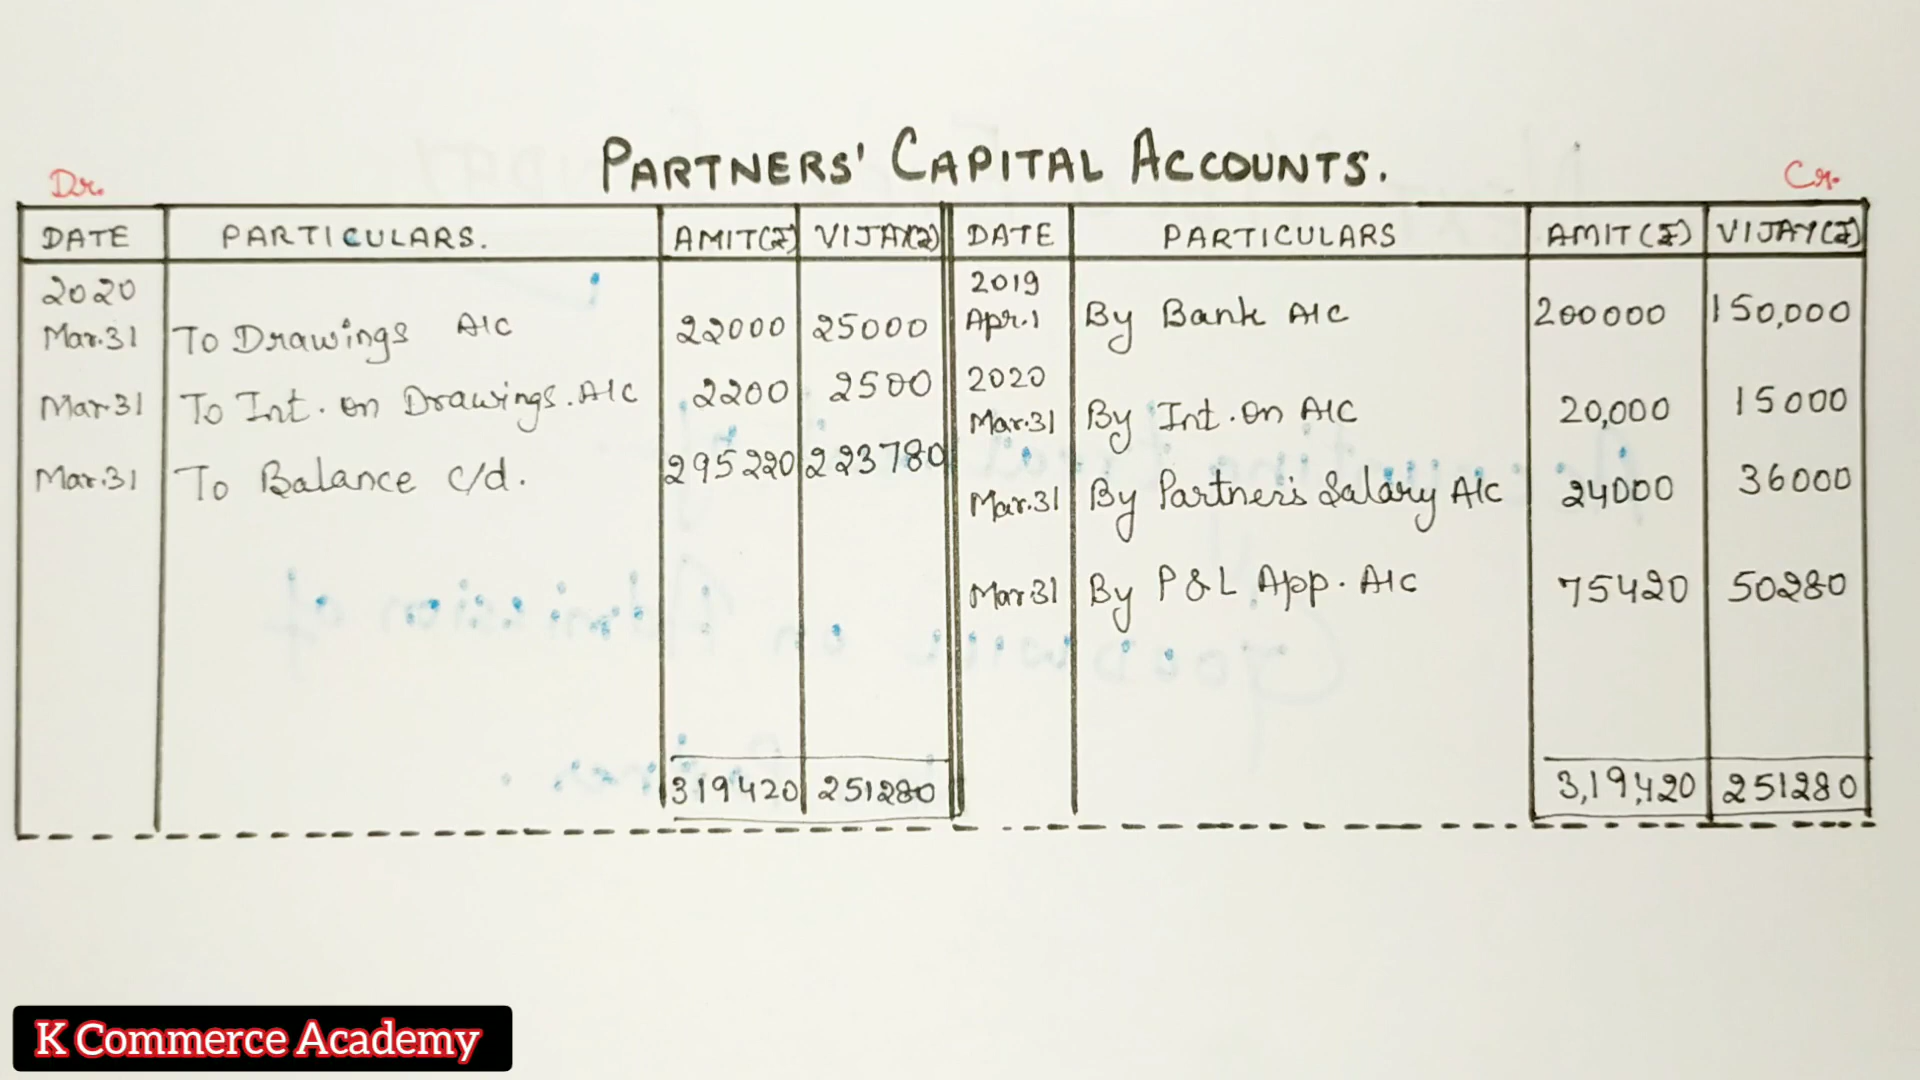 PARTNERS' CAPITAL ACCOUNTS.
Dr. Cr.
DATE PARTICULARS. AMIT(₹) VIJAY(₹) DATE PARTICULARS AMIT(₹) VIJAY(₹)
2020 2019
Mar.31 To Drawings A/c 22000 25000 Apr.1 By Bank A/c 200000 150,000
2020
Mar.31 To Int. on Drawings. A/c 2200 2500 Mar.31 By Int. on A/c 20,000 15000
Mar.31 To Balance c/d. 295220 223780 Mar.31 By Partner's Salary A/c 24000 36000
Mar31 By P & L App. A/c 75420 50280
319420 251280 3,19,420 251280
K Commerce Academy